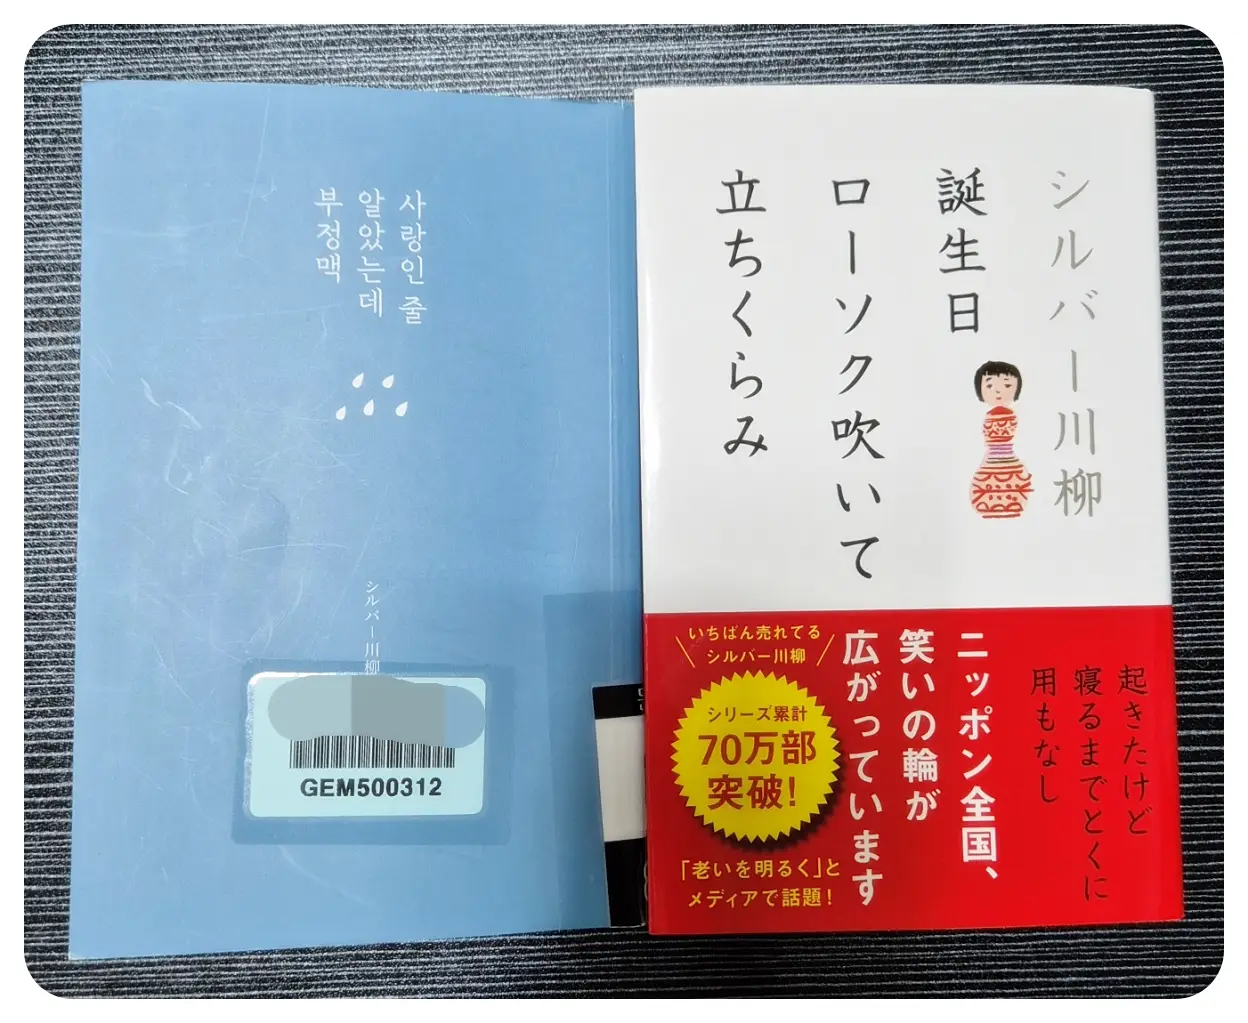 사랑인 줄
알았는데
부정맥
シルバー川柳
GEM500312
シルバー川柳
誕生日
ローソク吹いて
立ちくらみ
起きたけど
寝るまでとくに
用もなし
ニッポン全国、
笑いの輪が
広がっています
いちばん売れてる
シルバー川柳
シリーズ累計
70万部
突破!
「老いを明るく」と
メディアで話題!